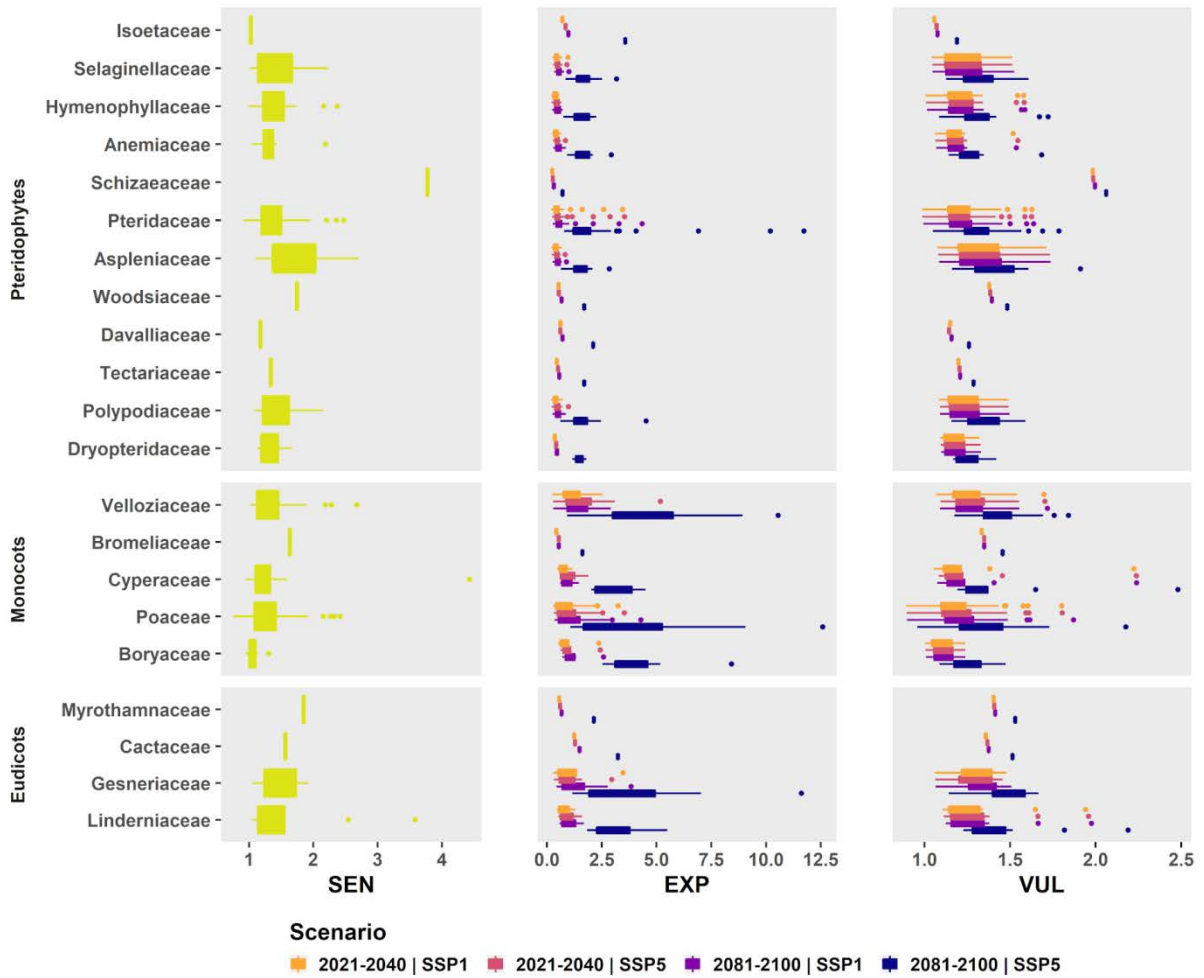 Pteridophytes
Isoetaceae
Selaginellaceae
Hymenophyllaceae
Anemiaceae
Schizaeaceae
Pteridaceae
Aspleniaceae
Woodsiaceae
Davalliaceae
Tectariaceae
Polypodiaceae
Dryopteridaceae
Monocots
Velloziaceae
Bromeliaceae
Cyperaceae
Poaceae
Boryaceae
Eudicots
Myrothamnaceae
Cactaceae
Gesneriaceae
Linderniaceae
1 2 3 4
SEN
0.0 2.5 5.0 7.5 10.0 12.5
EXP
1.0 1.5 2.0 2.5
VUL
Scenario
2021-2040 | SSP1 2021-2040 | SSP5 2081-2100 | SSP1 2081-2100 | SSP5